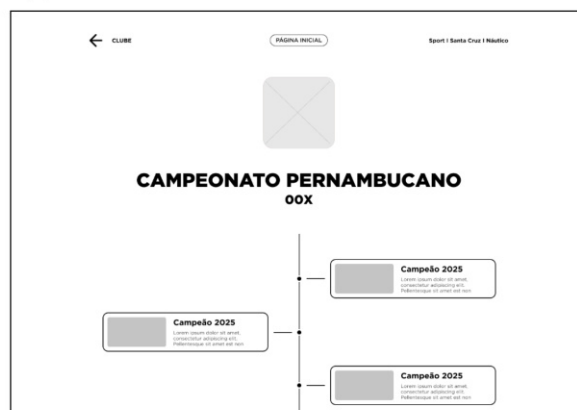 CLUBE
PÁGINA INICIAL
Sport I Santa Cruz I Náutico
CAMPEONATO PERNAMBUCANO
00X
Campeão 2025
Lorem ipsum dolor sit amet,
consectetur adipiscing elit.
Pellentesque sit amet est non
Campeão 2025
Lorem ipsum dolor sit amet,
consectetur adipiscing elit.
Pellentesque sit amet est non
Campeão 2025
Lorem ipsum dolor sit amet,
consectetur adipiscing elit.
Pellentesque sit amet est non